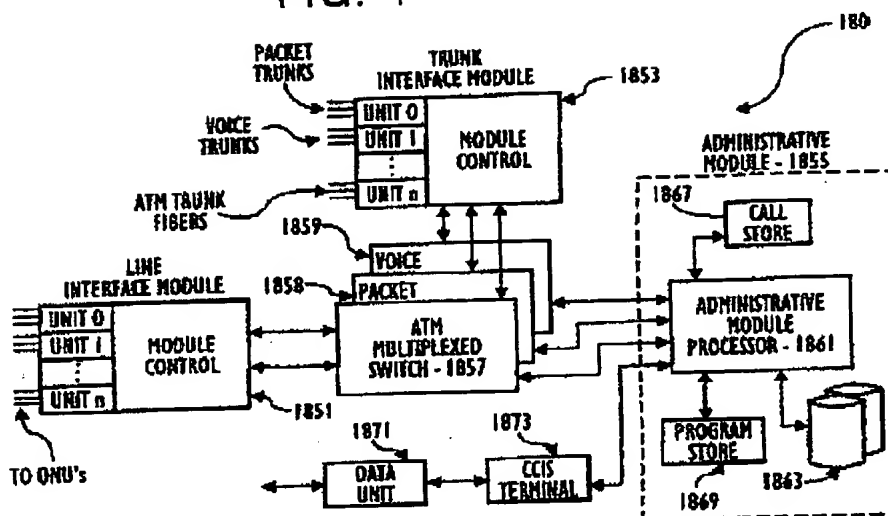 180
PACKET
TRUNKS
TRUNK
INTERFACE MODULE
1853
VOICE
TRUNKS
UNIT 0
UNIT 1
UNIT n
MODULE
CONTROL
ATM TRUNK
FIBERS
ADMINISTRATIVE
MODULE - 1855
1867
CALL
STORE
1859
VOICE
LINE
INTERFACE MODULE
1858
PACKET
UNIT 0
UNIT 1
UNIT n
MODULE
CONTROL
ATM
MULTIPLEXED
SWITCH - 1857
ADMINISTRATIVE
MODULE
PROCESSOR - 1861
1851
TO ONU's
1871
DATA
UNIT
1873
CCIS
TERMINAL
PROGRAM
STORE
1869
1863